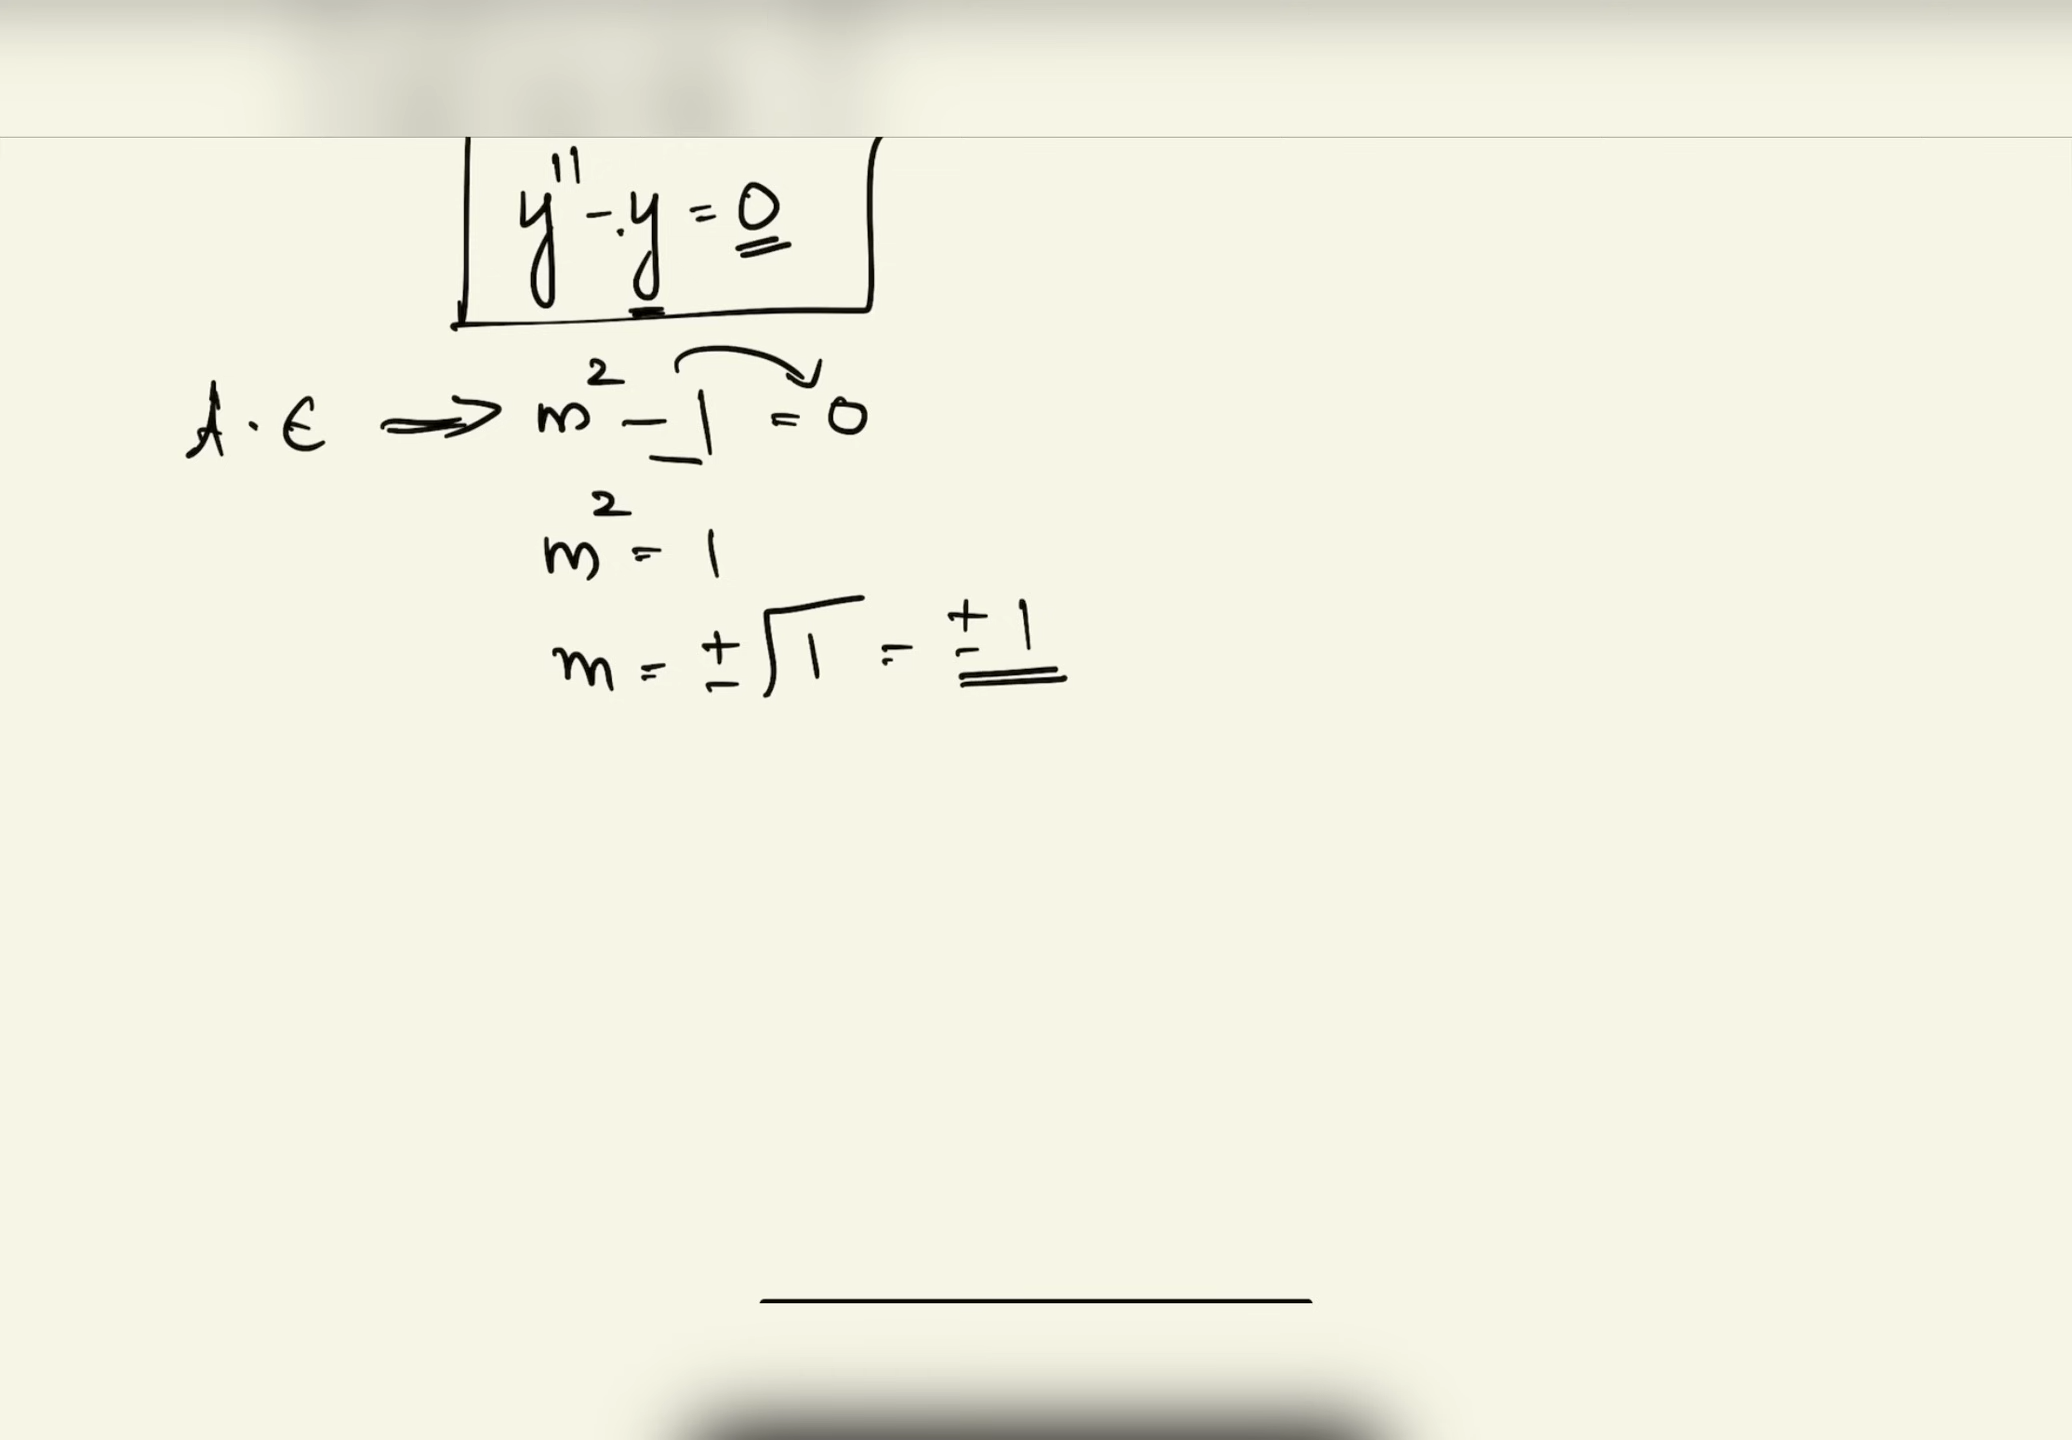 y'' - y = 0
A.E ⇒ m² - 1 = 0
m² = 1
m = ± √1 = ± 1